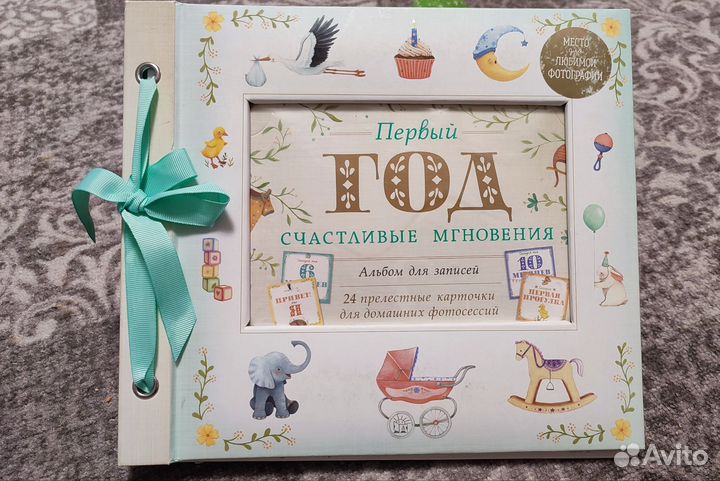 МЕСТО
для
ЛЮБИМОЙ
ФОТОГРАФИИ
Первый
ГОД
СЧАСТЛИВЫЕ МГНОВЕНИЯ
Альбом для записей
24 прелестные карточки
для домашних фотосессий
6
10
МЕСЯЦЕВ
ПРИВЕТ
Я
ПЕРВАЯ
ПРОГУЛКА
Avito